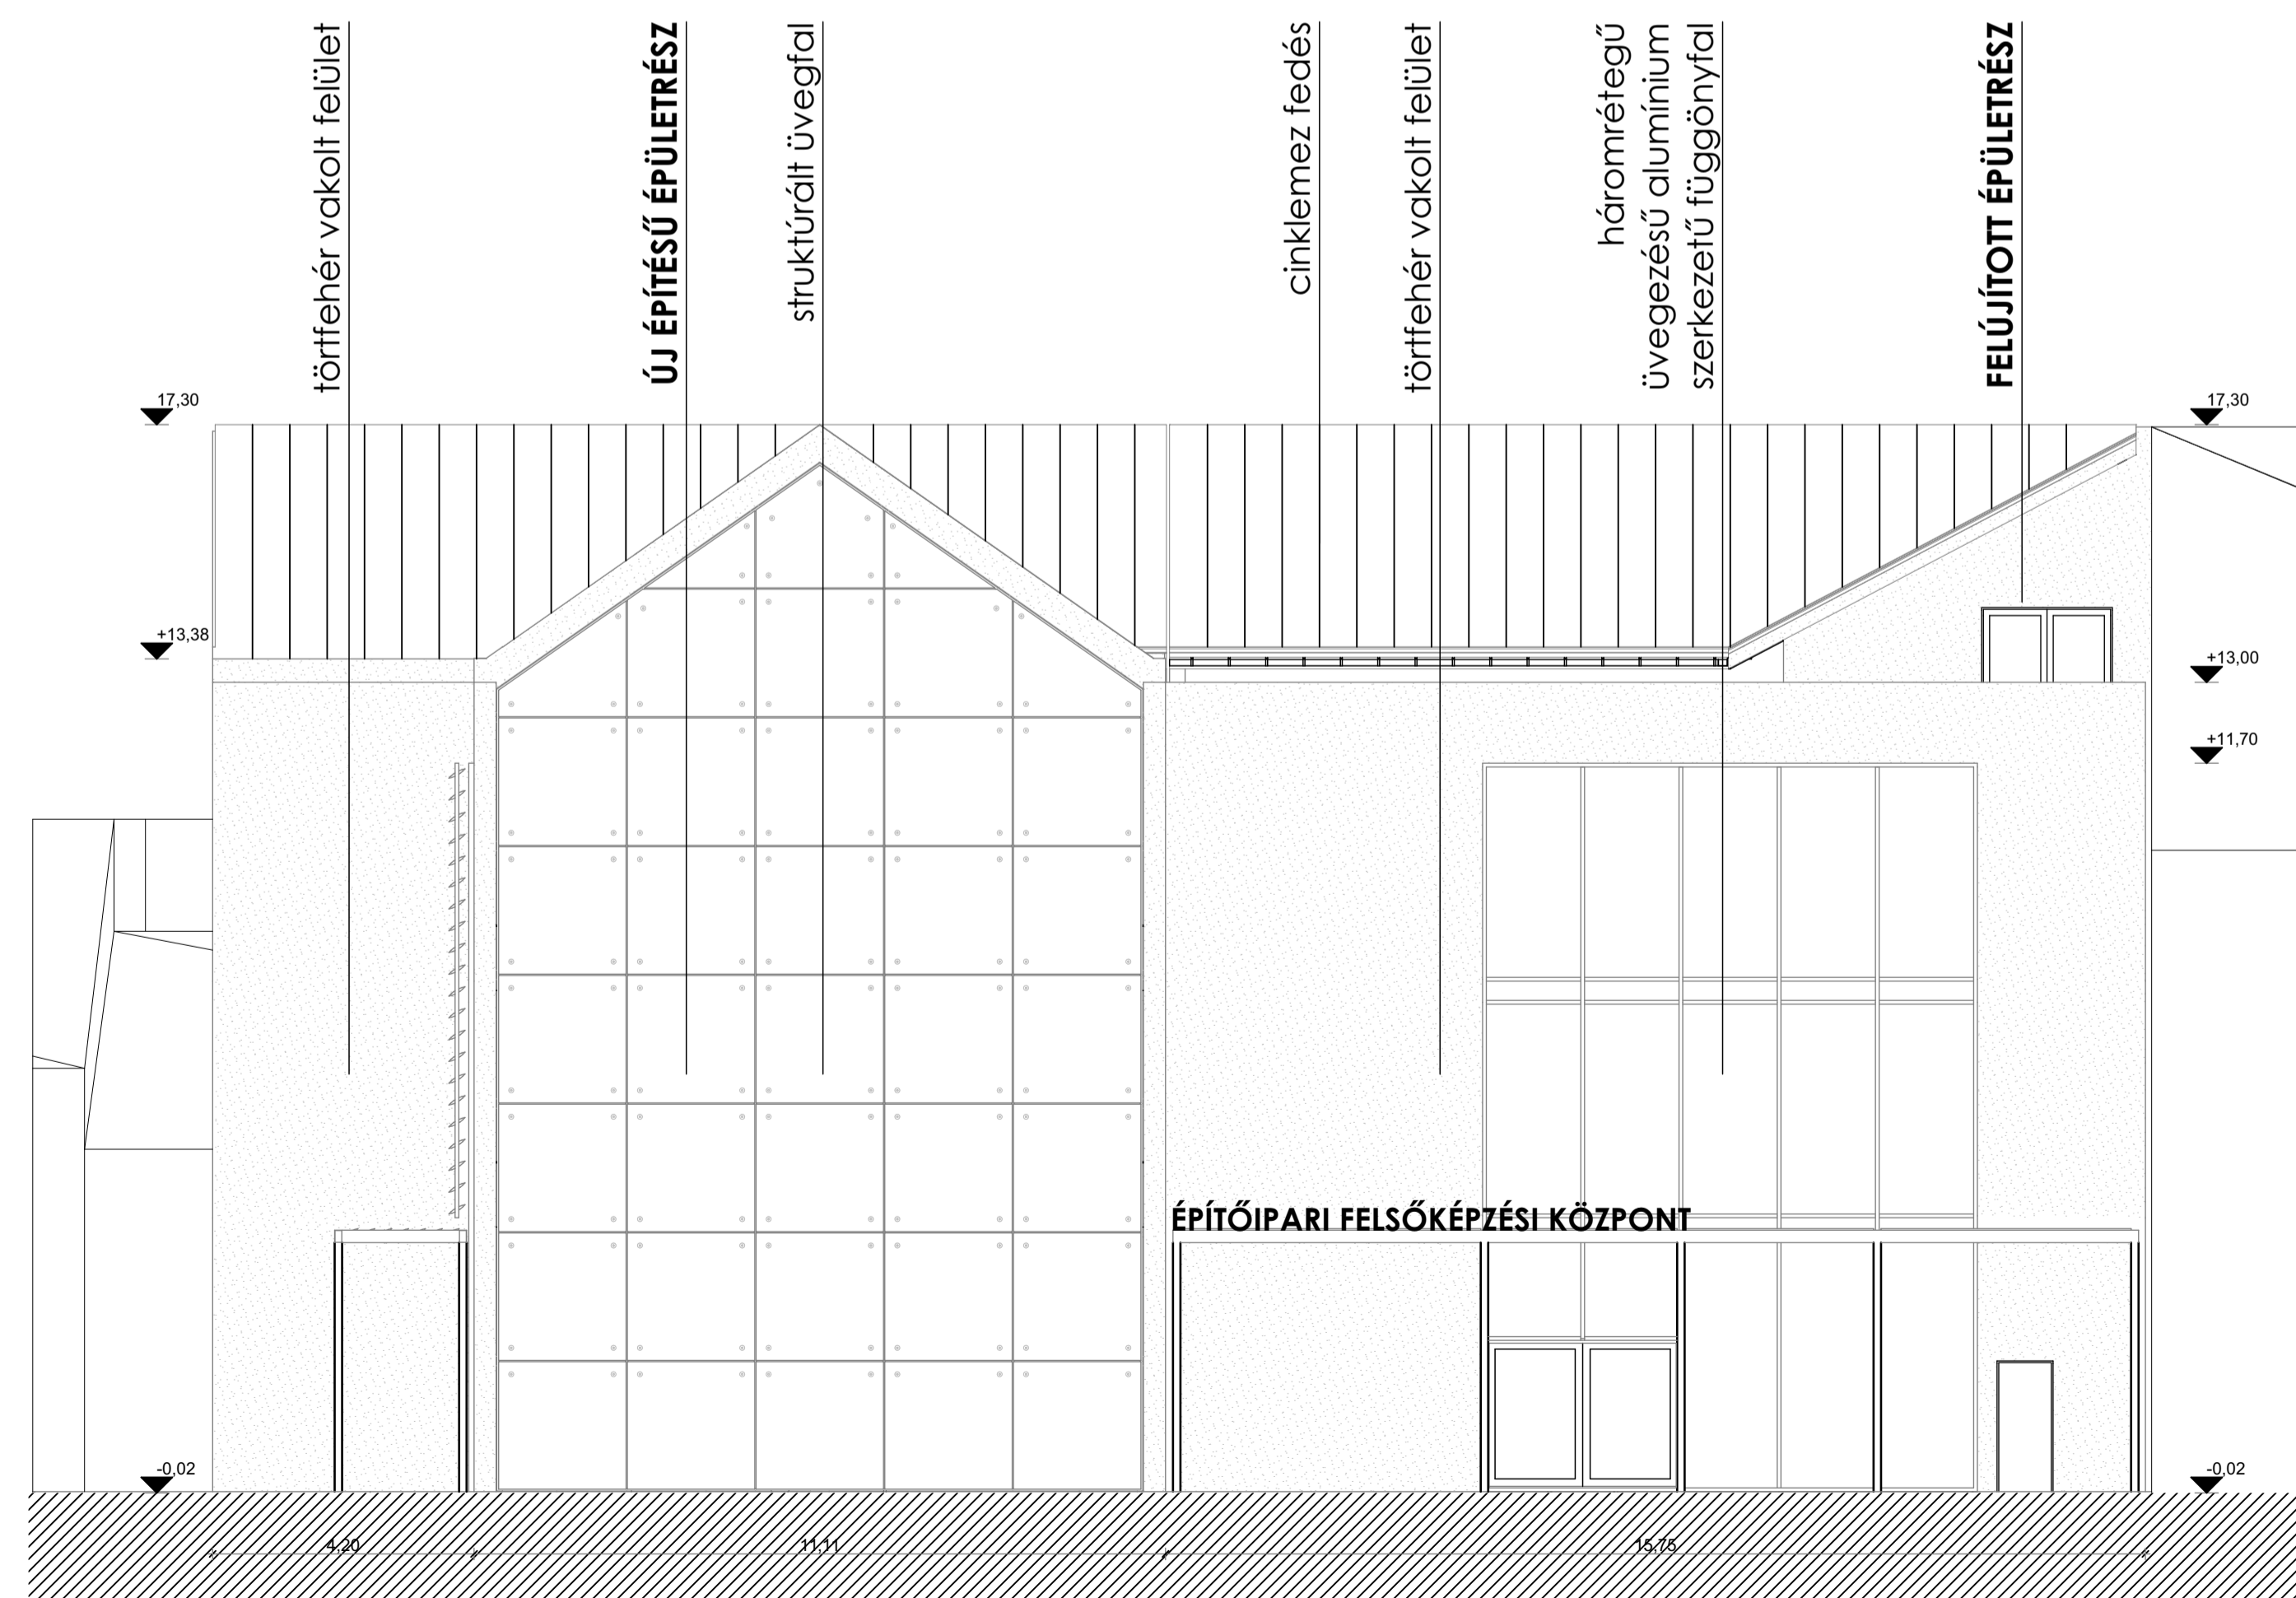 törtfehér vakolt felület
ÚJ ÉPÍTÉSŰ ÉPÜLETRÉSZ
struktúrált üvegfal
cinklemez fedés
törtfehér vakolt felület
háromrétegű
üvegezésű alumínium
szerkezetű függönyfal
FELÚJÍTOTT ÉPÜLETRÉSZ
17,30
17,30
+13,38
+13,00
+11,70
ÉPÍTŐIPARI FELSŐKÉPZÉSI KÖZPONT
-0,02
-0,02
4,20
11,11
15,75